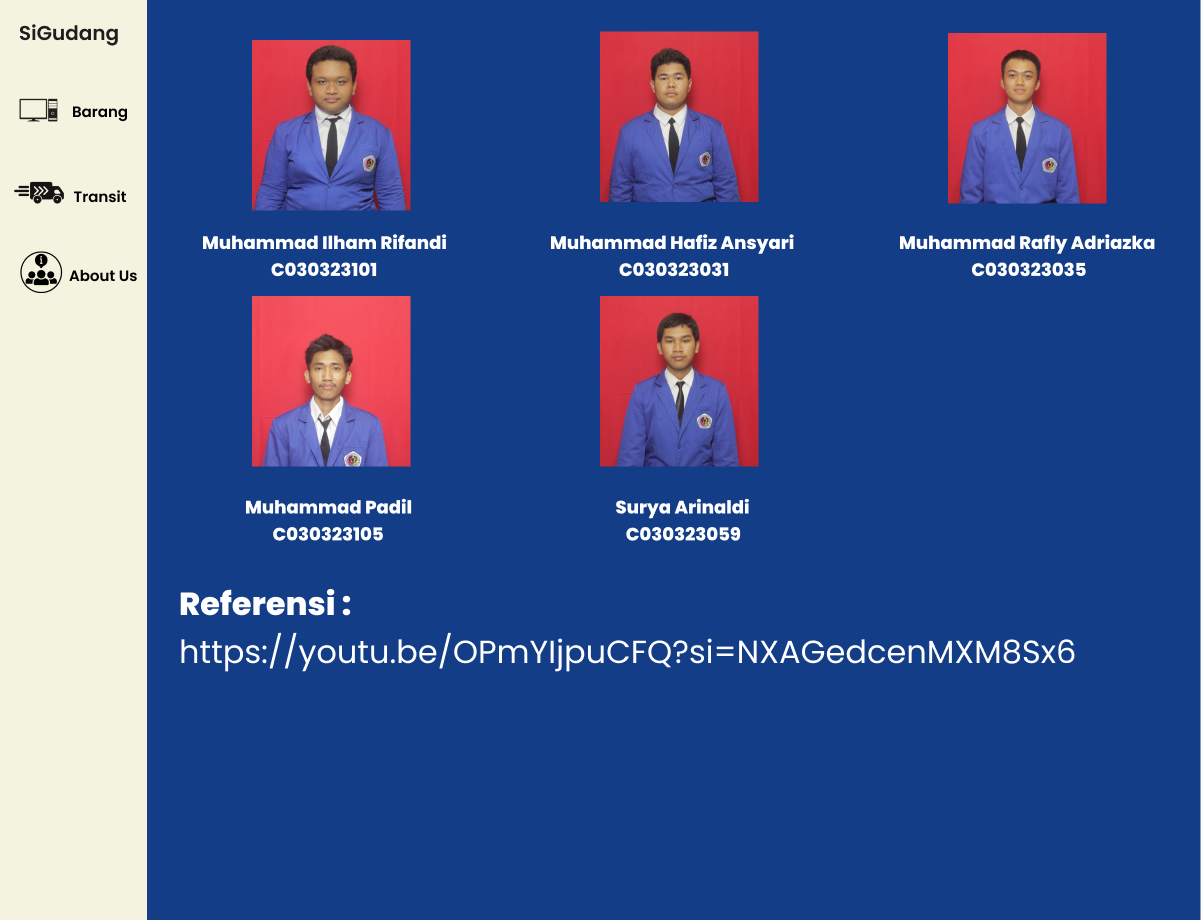 SiGudang
Barang
Transit
About Us
Muhammad Ilham Rifandi
C030323101
Muhammad Hafiz Ansyari
C030323031
Muhammad Rafly Adriazka
C030323035
Muhammad Padil
C030323105
Surya Arinaldi
C030323059
Referensi :
https://youtu.be/OPmYIjpuCFQ?si=NXAGedcenMXM8Sx6